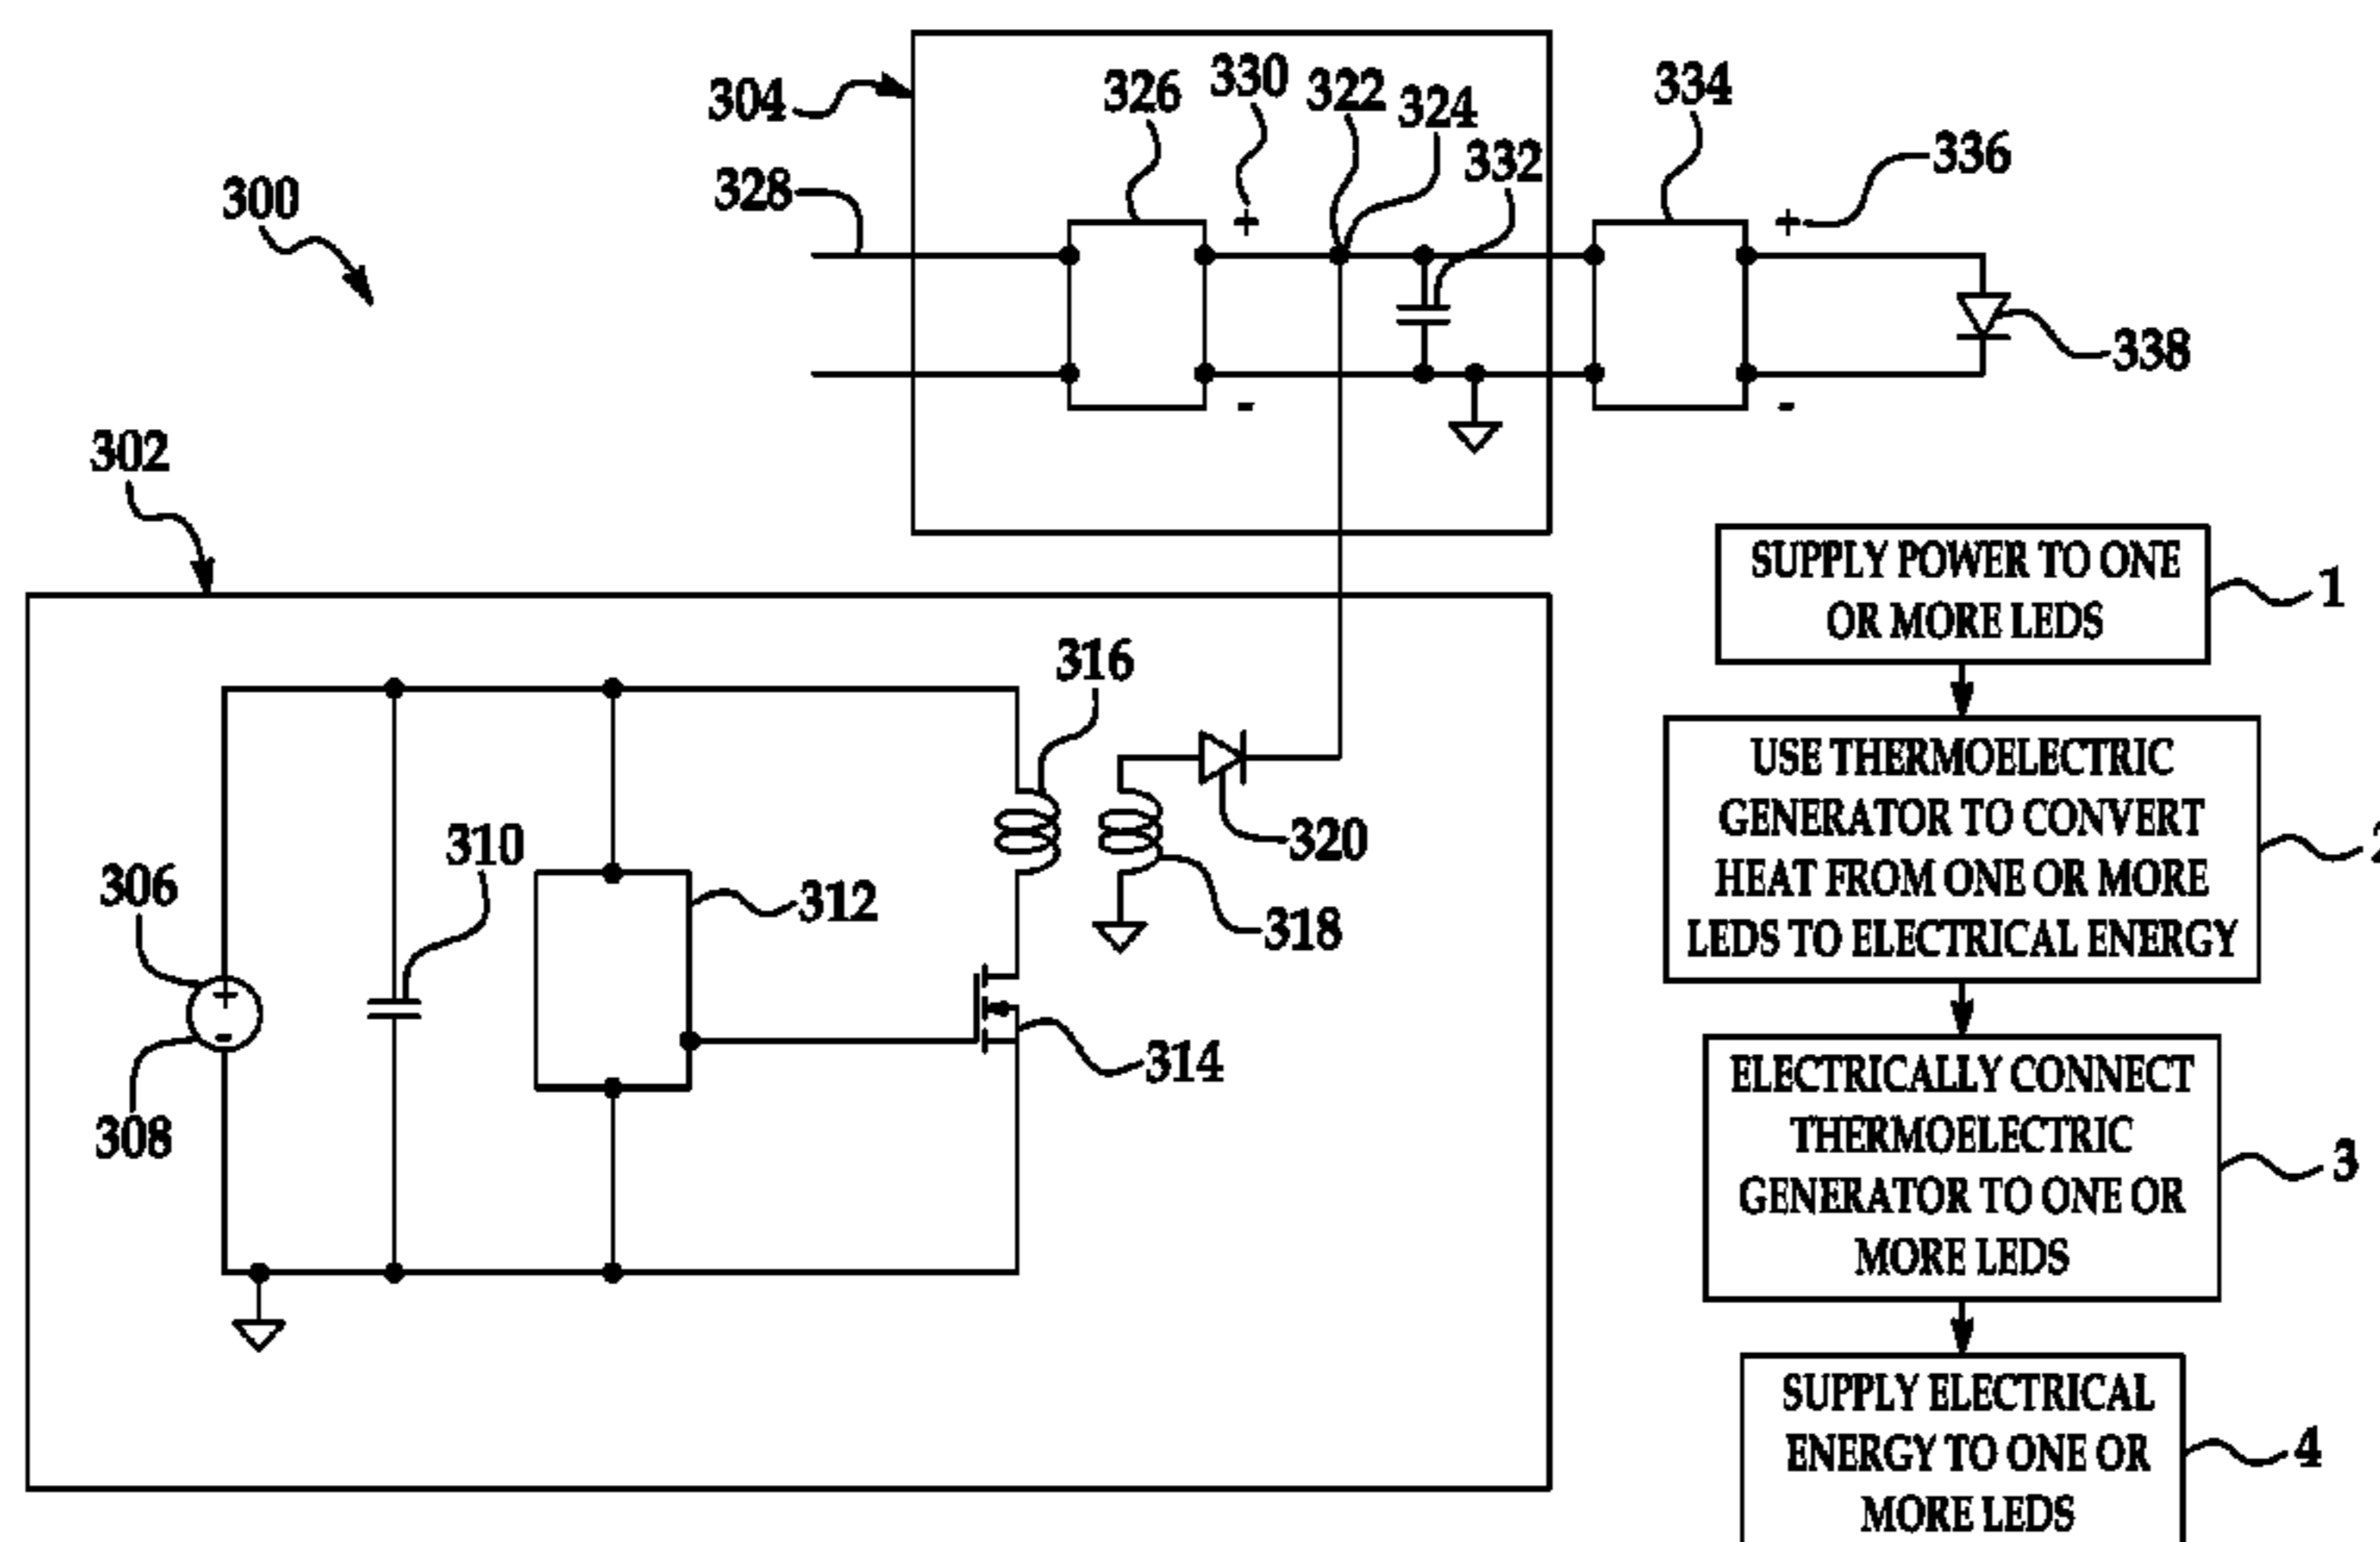 304
326
330
322
324
332
334
336
328
300
338
302
+
-
+
-
SUPPLY POWER TO ONE
OR MORE LEDS
1
316
USE THERMOELECTRIC
GENERATOR TO CONVERT
HEAT FROM ONE OR MORE
LEDS TO ELECTRICAL ENERGY
320
310
312
306
318
+
-
314
308
ELECTRICALLY CONNECT
THERMOELECTRIC
GENERATOR TO ONE OR
MORE LEDS
3
SUPPLY ELECTRICAL
ENERGY TO ONE OR
MORE LEDS
4